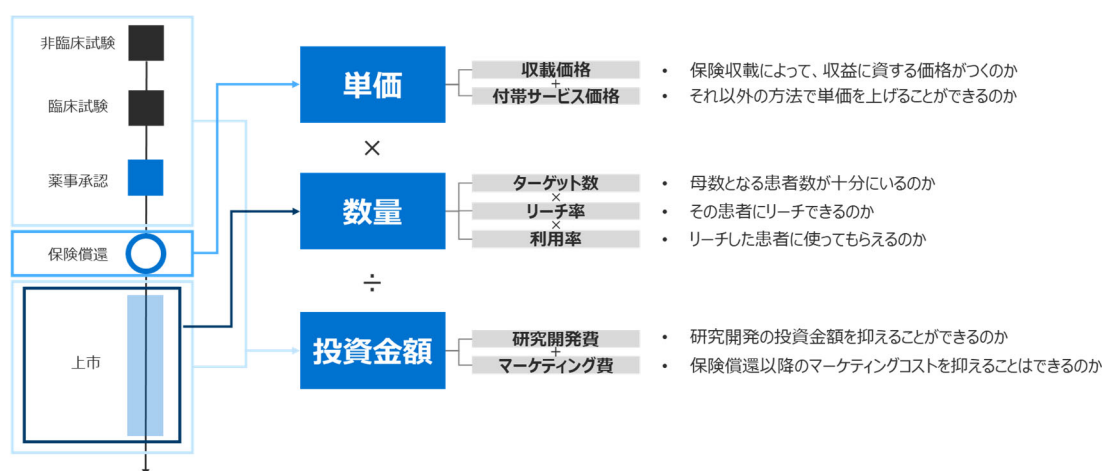 非臨床試験
臨床試験
薬事承認
保険償還
上市
単価
収載価格
+
付帯サービス価格
• 保険収載によって、収益に資する価格がつくのか
• それ以外の方法で単価を上げることができるのか
×
数量
ターゲット数
×
リーチ率
×
利用率
• 母数となる患者数が十分にいるのか
• その患者にリーチできるのか
• リーチした患者に使ってもらえるのか
÷
投資金額
研究開発費
+
マーケティング費
• 研究開発の投資金額を抑えることができるのか
• 保険償還以降のマーケティングコストを抑えることはできるのか